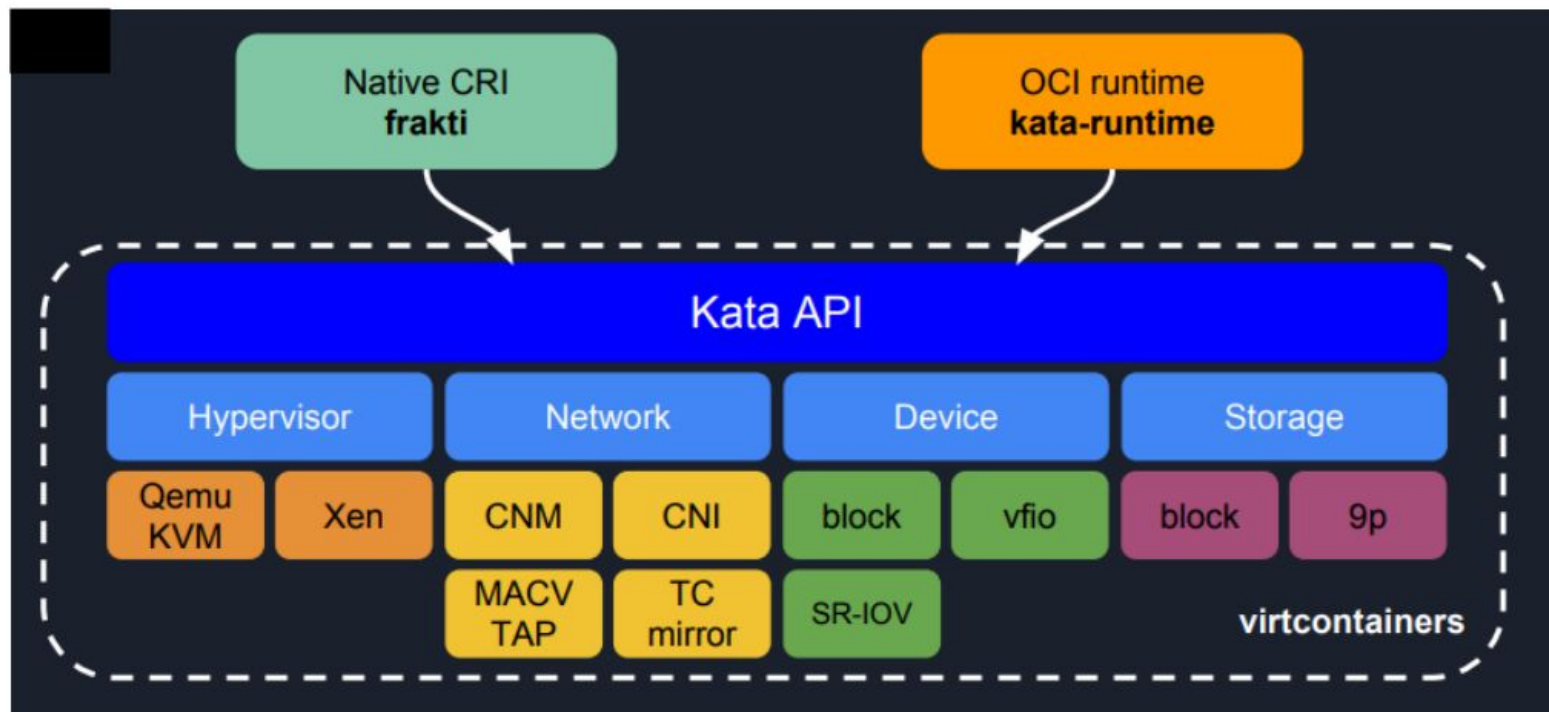 Native CRI
frakti
OCI runtime
kata-runtime
Kata API
Hypervisor
Network
Device
Storage
Qemu
KVM
Xen
CNM
CNI
block
vfio
block
9p
MACV
TAP
TC
mirror
SR-IOV
virtcontainers